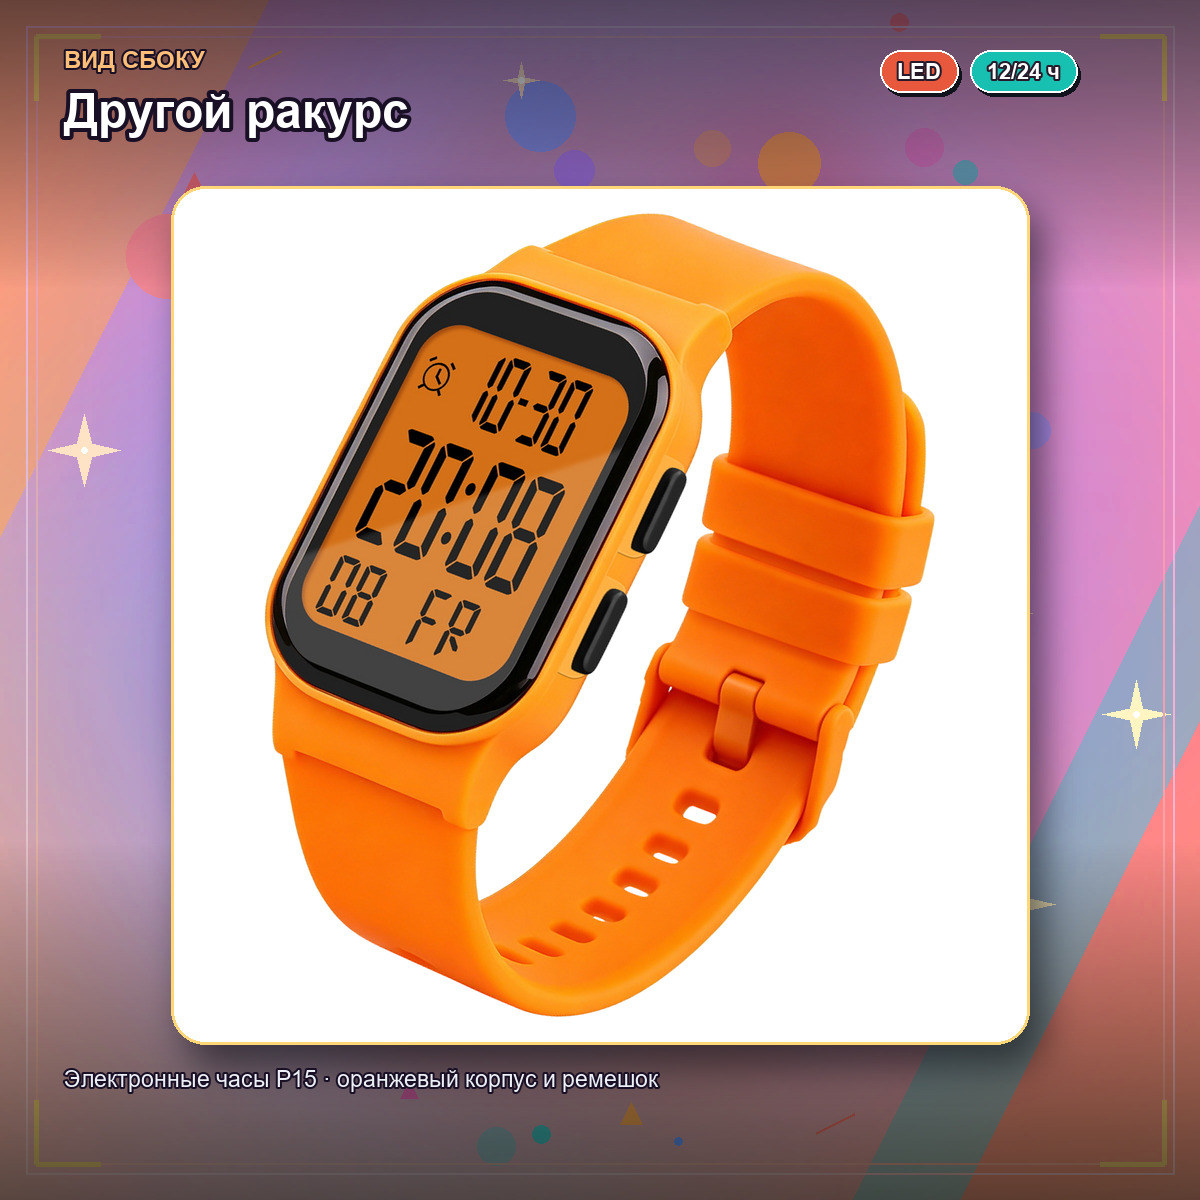 ВИД СБОКУ
Другой ракурс
LED
12/24 ч
10:30
20:08
08 FR
Электронные часы P15 · оранжевый корпус и ремешок